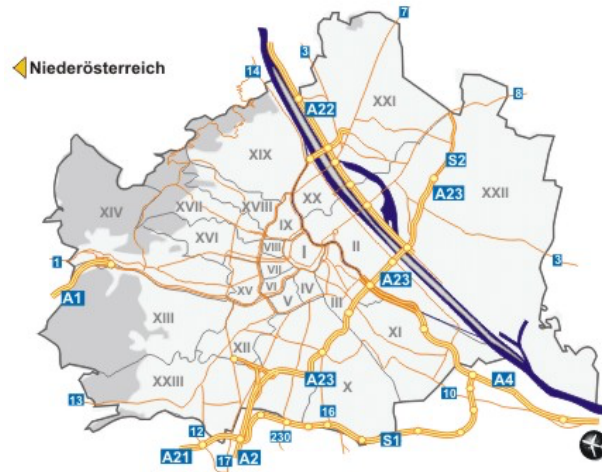 7
3
Niederösterreich
14
8
A22
XXI
XIX
S2
XXII
A23
XX
XIV
XVII
XVIII
IX
XVI
VIII
I
II
3
1
VII
A23
A1
XV
VI
IV
V
III
XIII
XI
XII
XXIII
A23
X
A4
10
13
16
12
230
S1
A21
17
A2